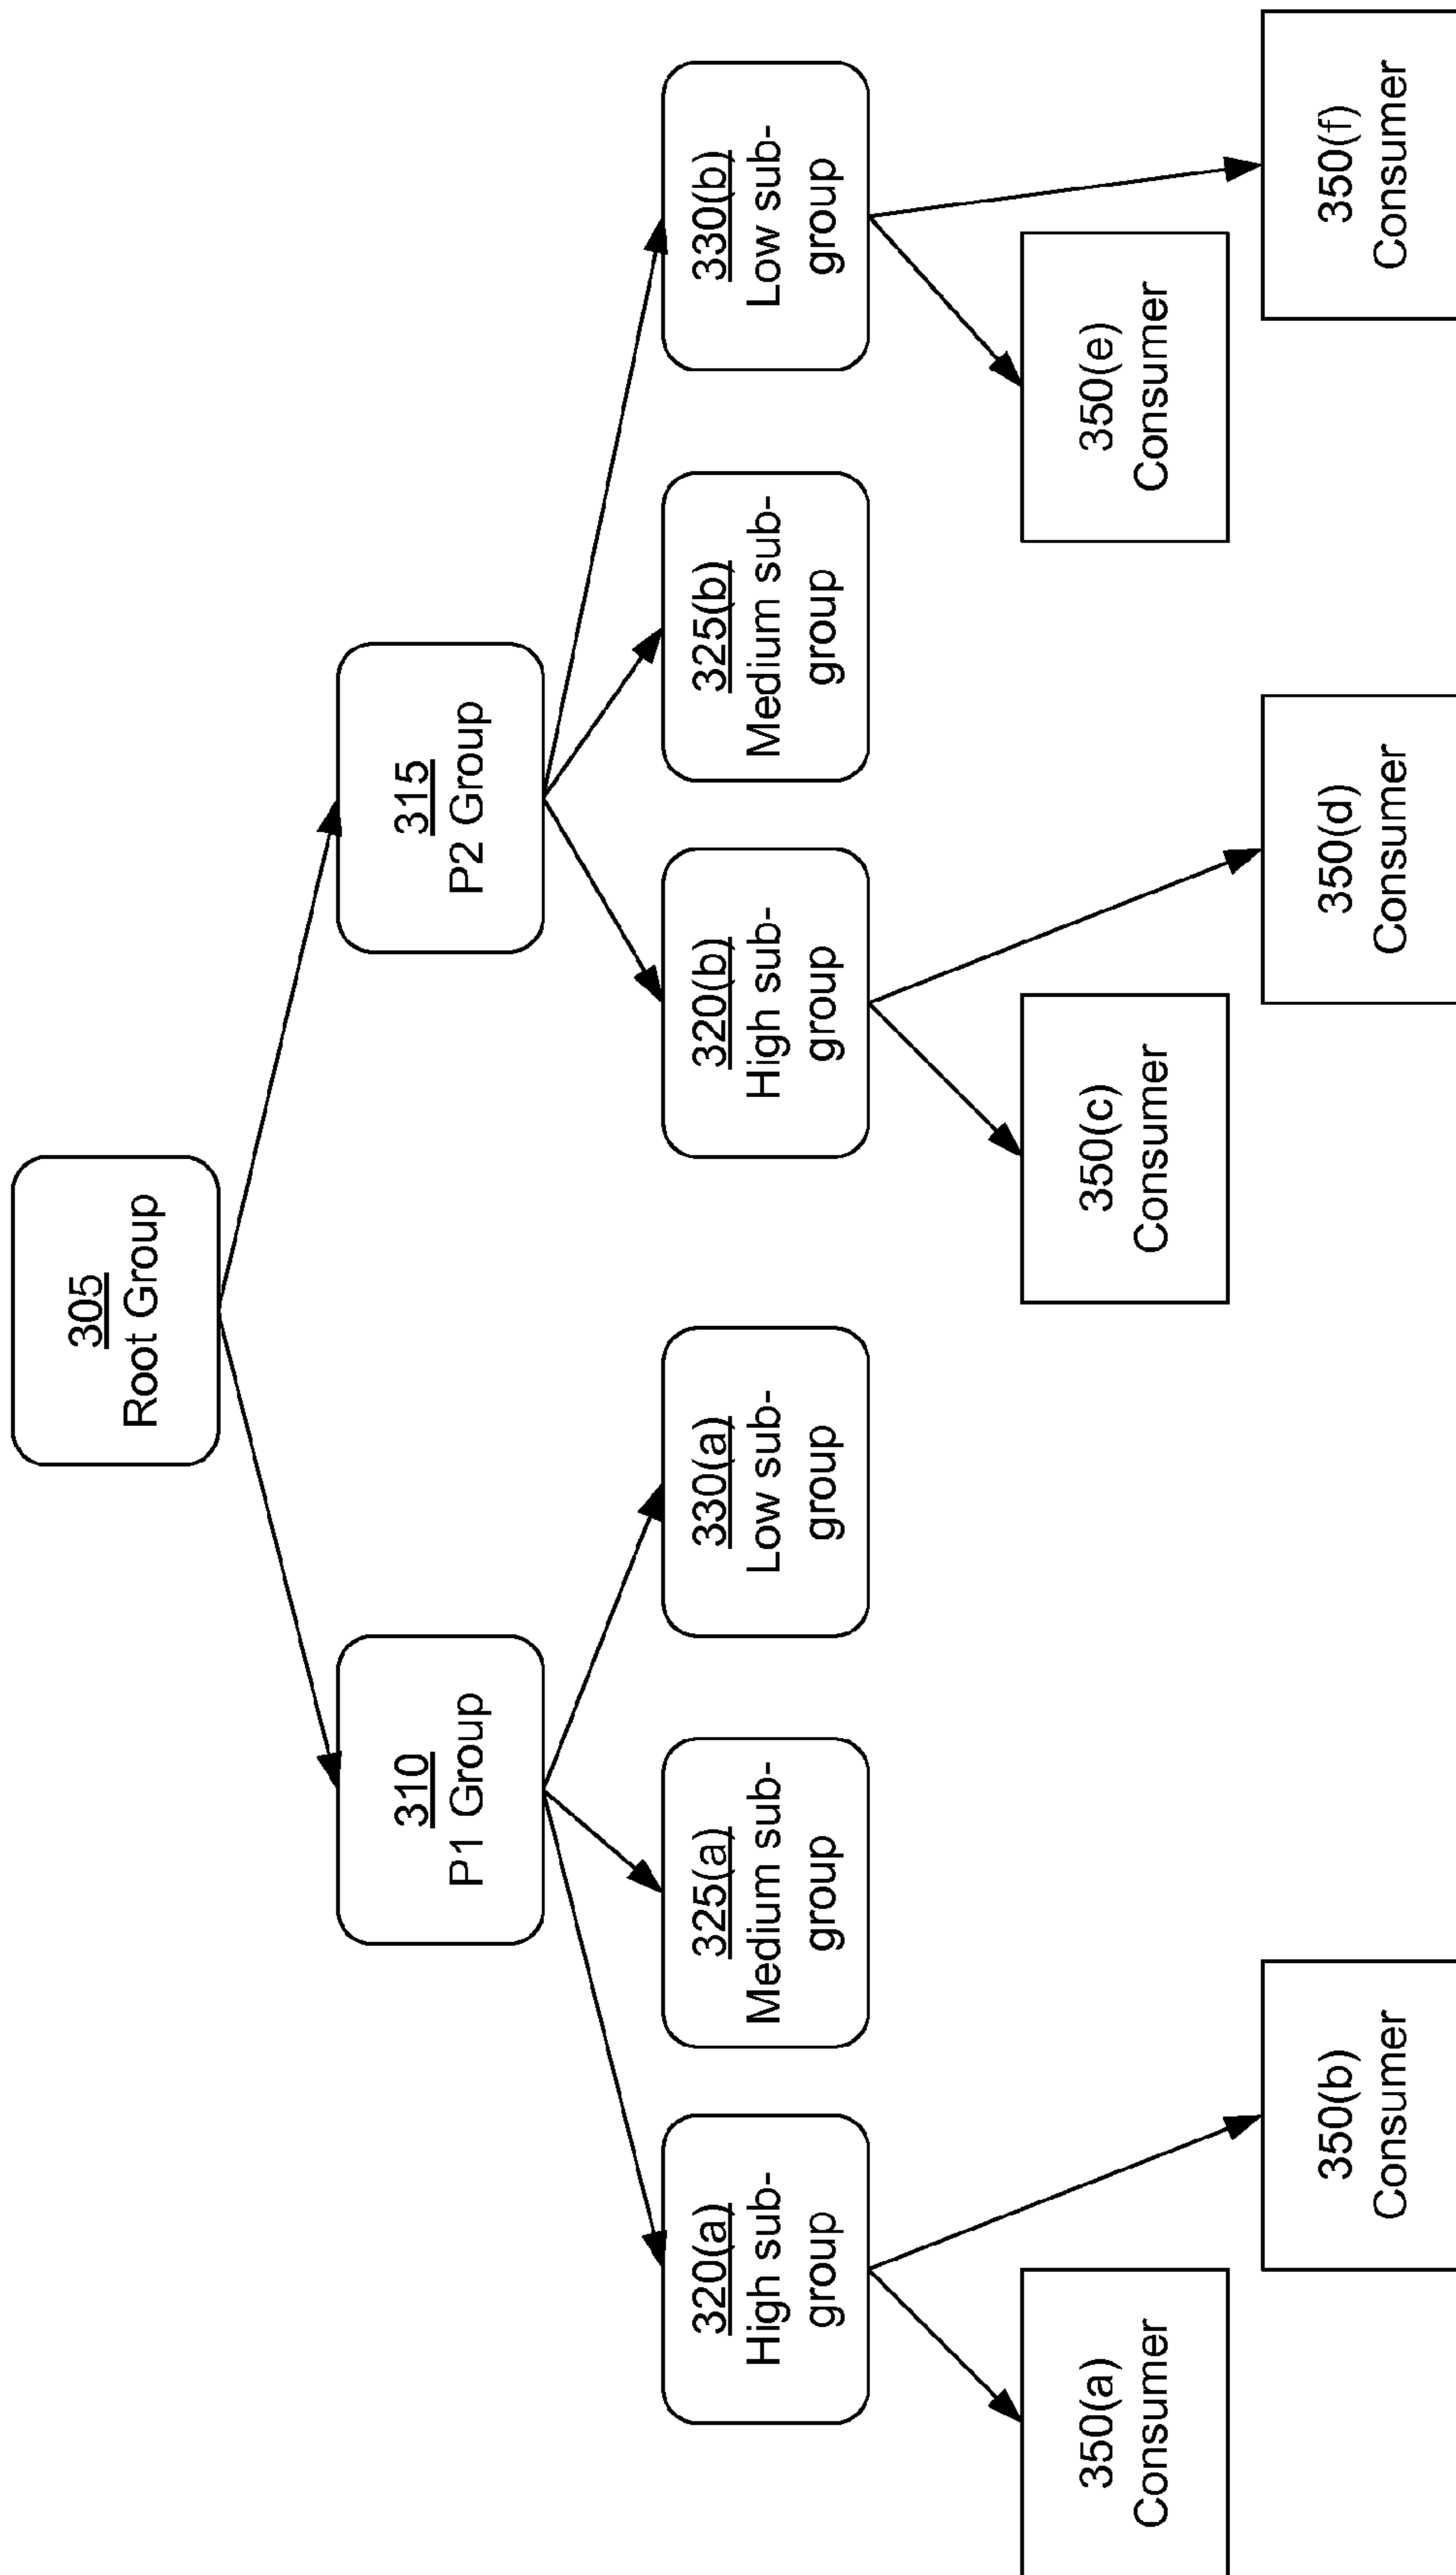 305
Root Group
310
P1 Group
315
P2 Group
320(a)
High sub-
group
325(a)
Medium sub-
group
330(a)
Low sub-
group
320(b)
High sub-
group
325(b)
Medium sub-
group
330(b)
Low sub-
group
350(a)
Consumer
350(c)
Consumer
350(e)
Consumer
350(b)
Consumer
350(d)
Consumer
350(f)
Consumer